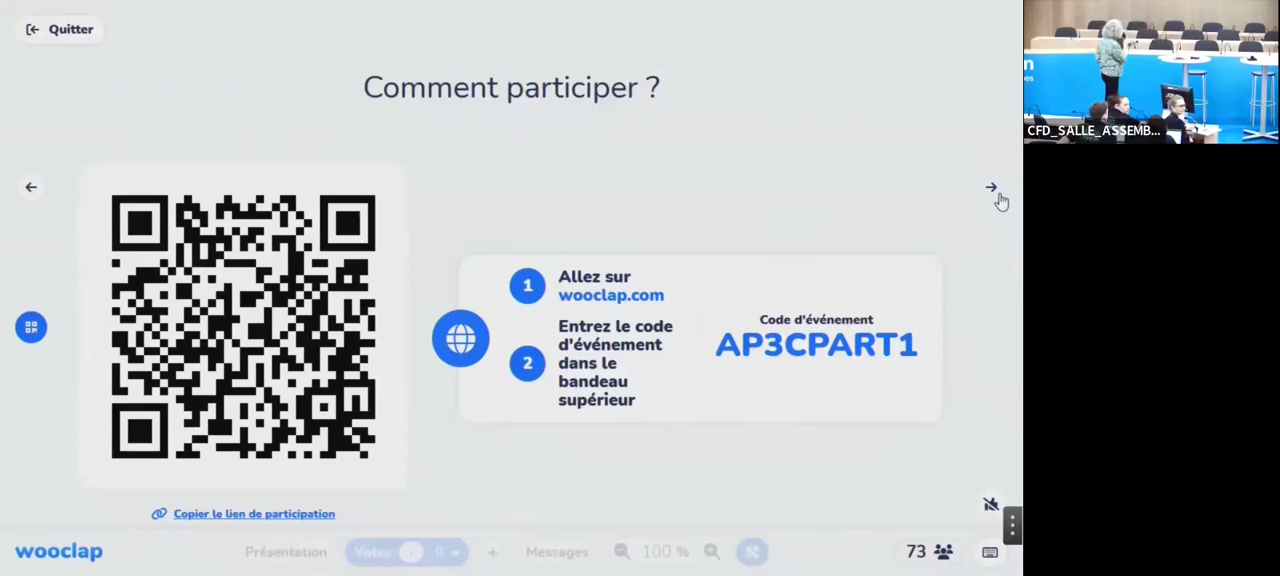 Quitter
Comment participer ?
1
Allez sur
wooclap.com
2
Entrez le code
d'événement
dans le
bandeau
supérieur
Code d'événement
AP3CPART1
Copier le lien de participation
wooclap
Présentation
Votes
Messages
100 %
73
n
es
CFD_SALLE_ASSEMB...